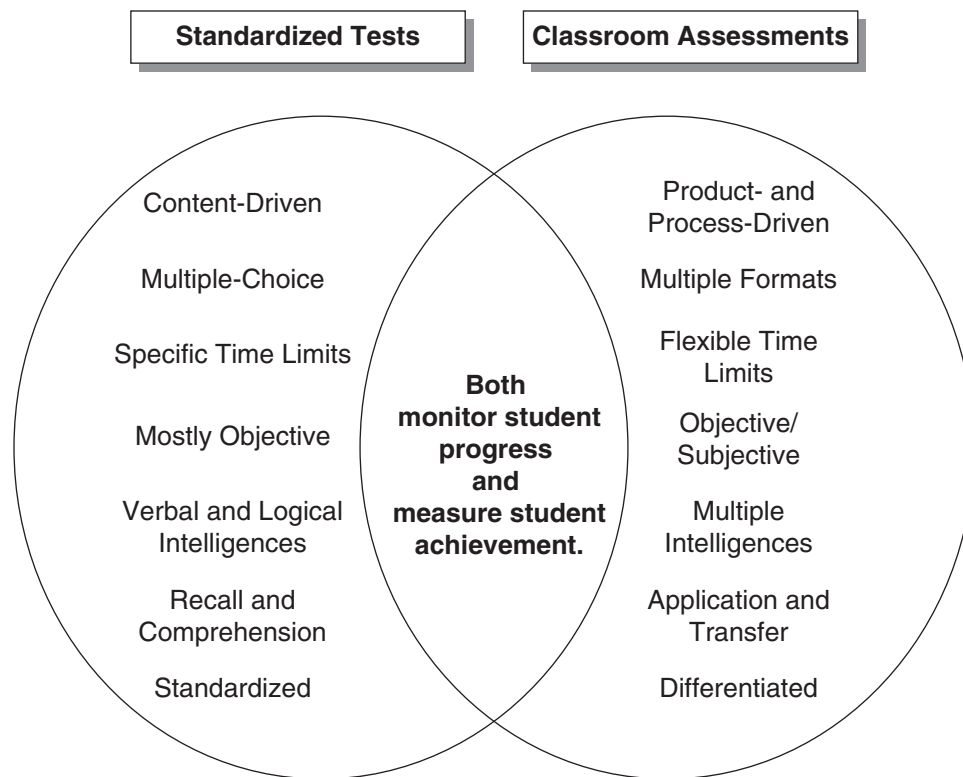 Standardized Tests
Classroom Assessments
Content-Driven
Multiple-Choice
Specific Time Limits
Mostly Objective
Verbal and Logical
Intelligences
Recall and
Comprehension
Standardized
Both
monitor student
progress
and
measure student
achievement.
Product- and
Process-Driven
Multiple Formats
Flexible Time
Limits
Objective/
Subjective
Multiple
Intelligences
Application and
Transfer
Differentiated